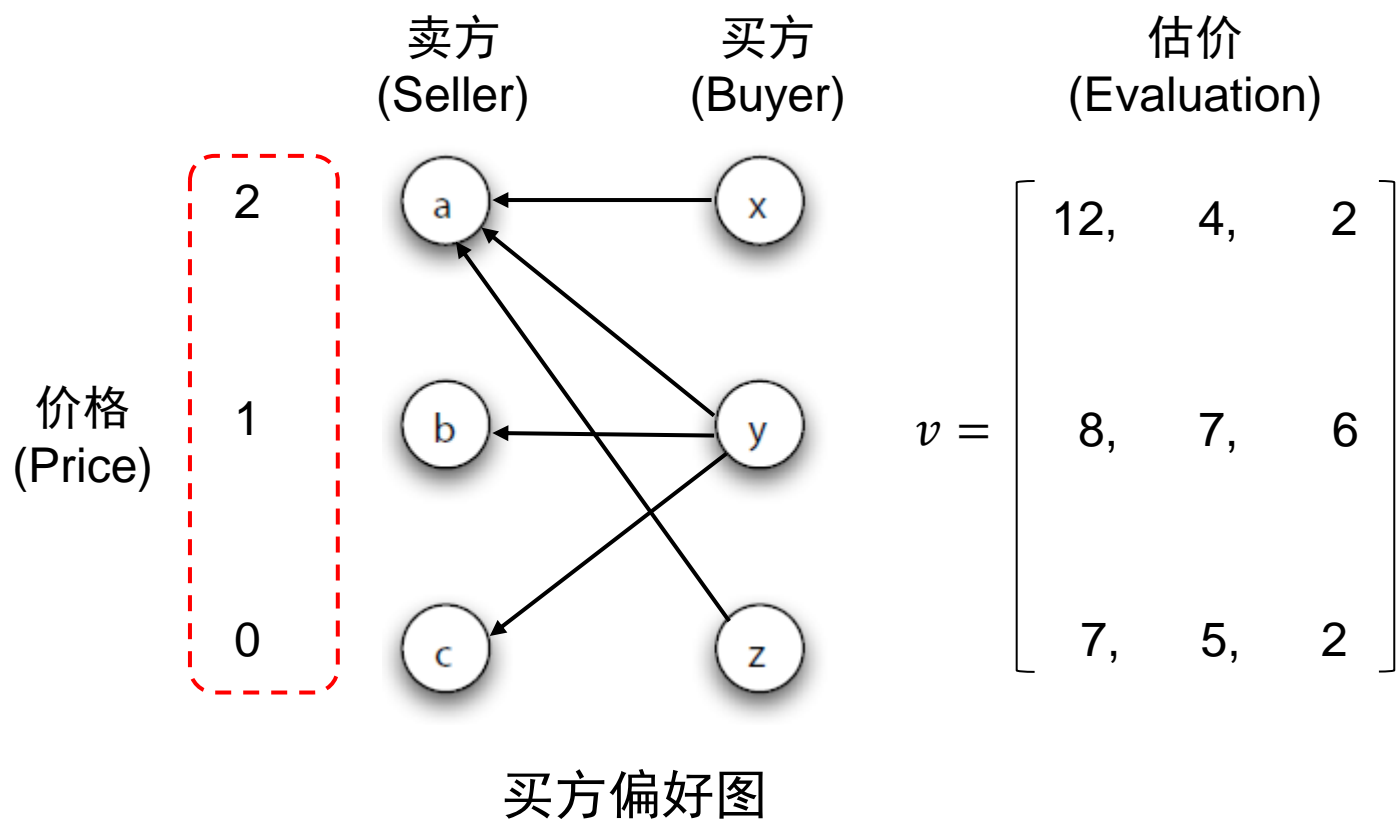 卖方
(Seller)
买方
(Buyer)
估价
(Evaluation)
2
a
x
12, 4, 2
价格
(Price)
1
b
y
v =
8, 7, 6
0
c
z
7, 5, 2
买方偏好图